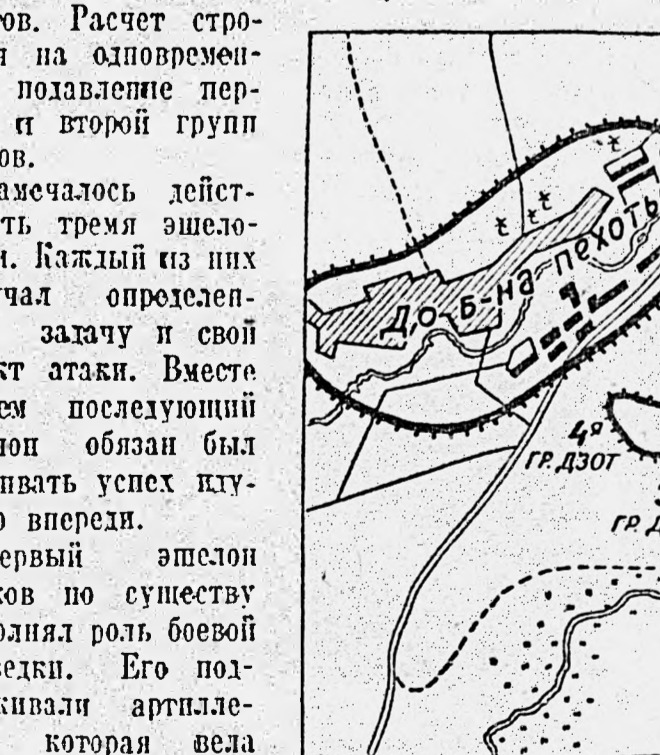 ов. Расчет стро-
я на одновремен-
подавление пер-
и второй групп
ов.
амечалось дейст-
ть тремя эшело-
и. Каждый из них
учал определен-
задачу и свой
кт атаки. Вместе
ем последующий
лон обязан был
ивать успех иду-
о впереди.
ервый эшелон
ков по существу
олнял роль боевой
едки. Его под-
живали артилле-
которая вела
До б-на пехоты
4я
ГР. ДЗОТ
ГР. Д